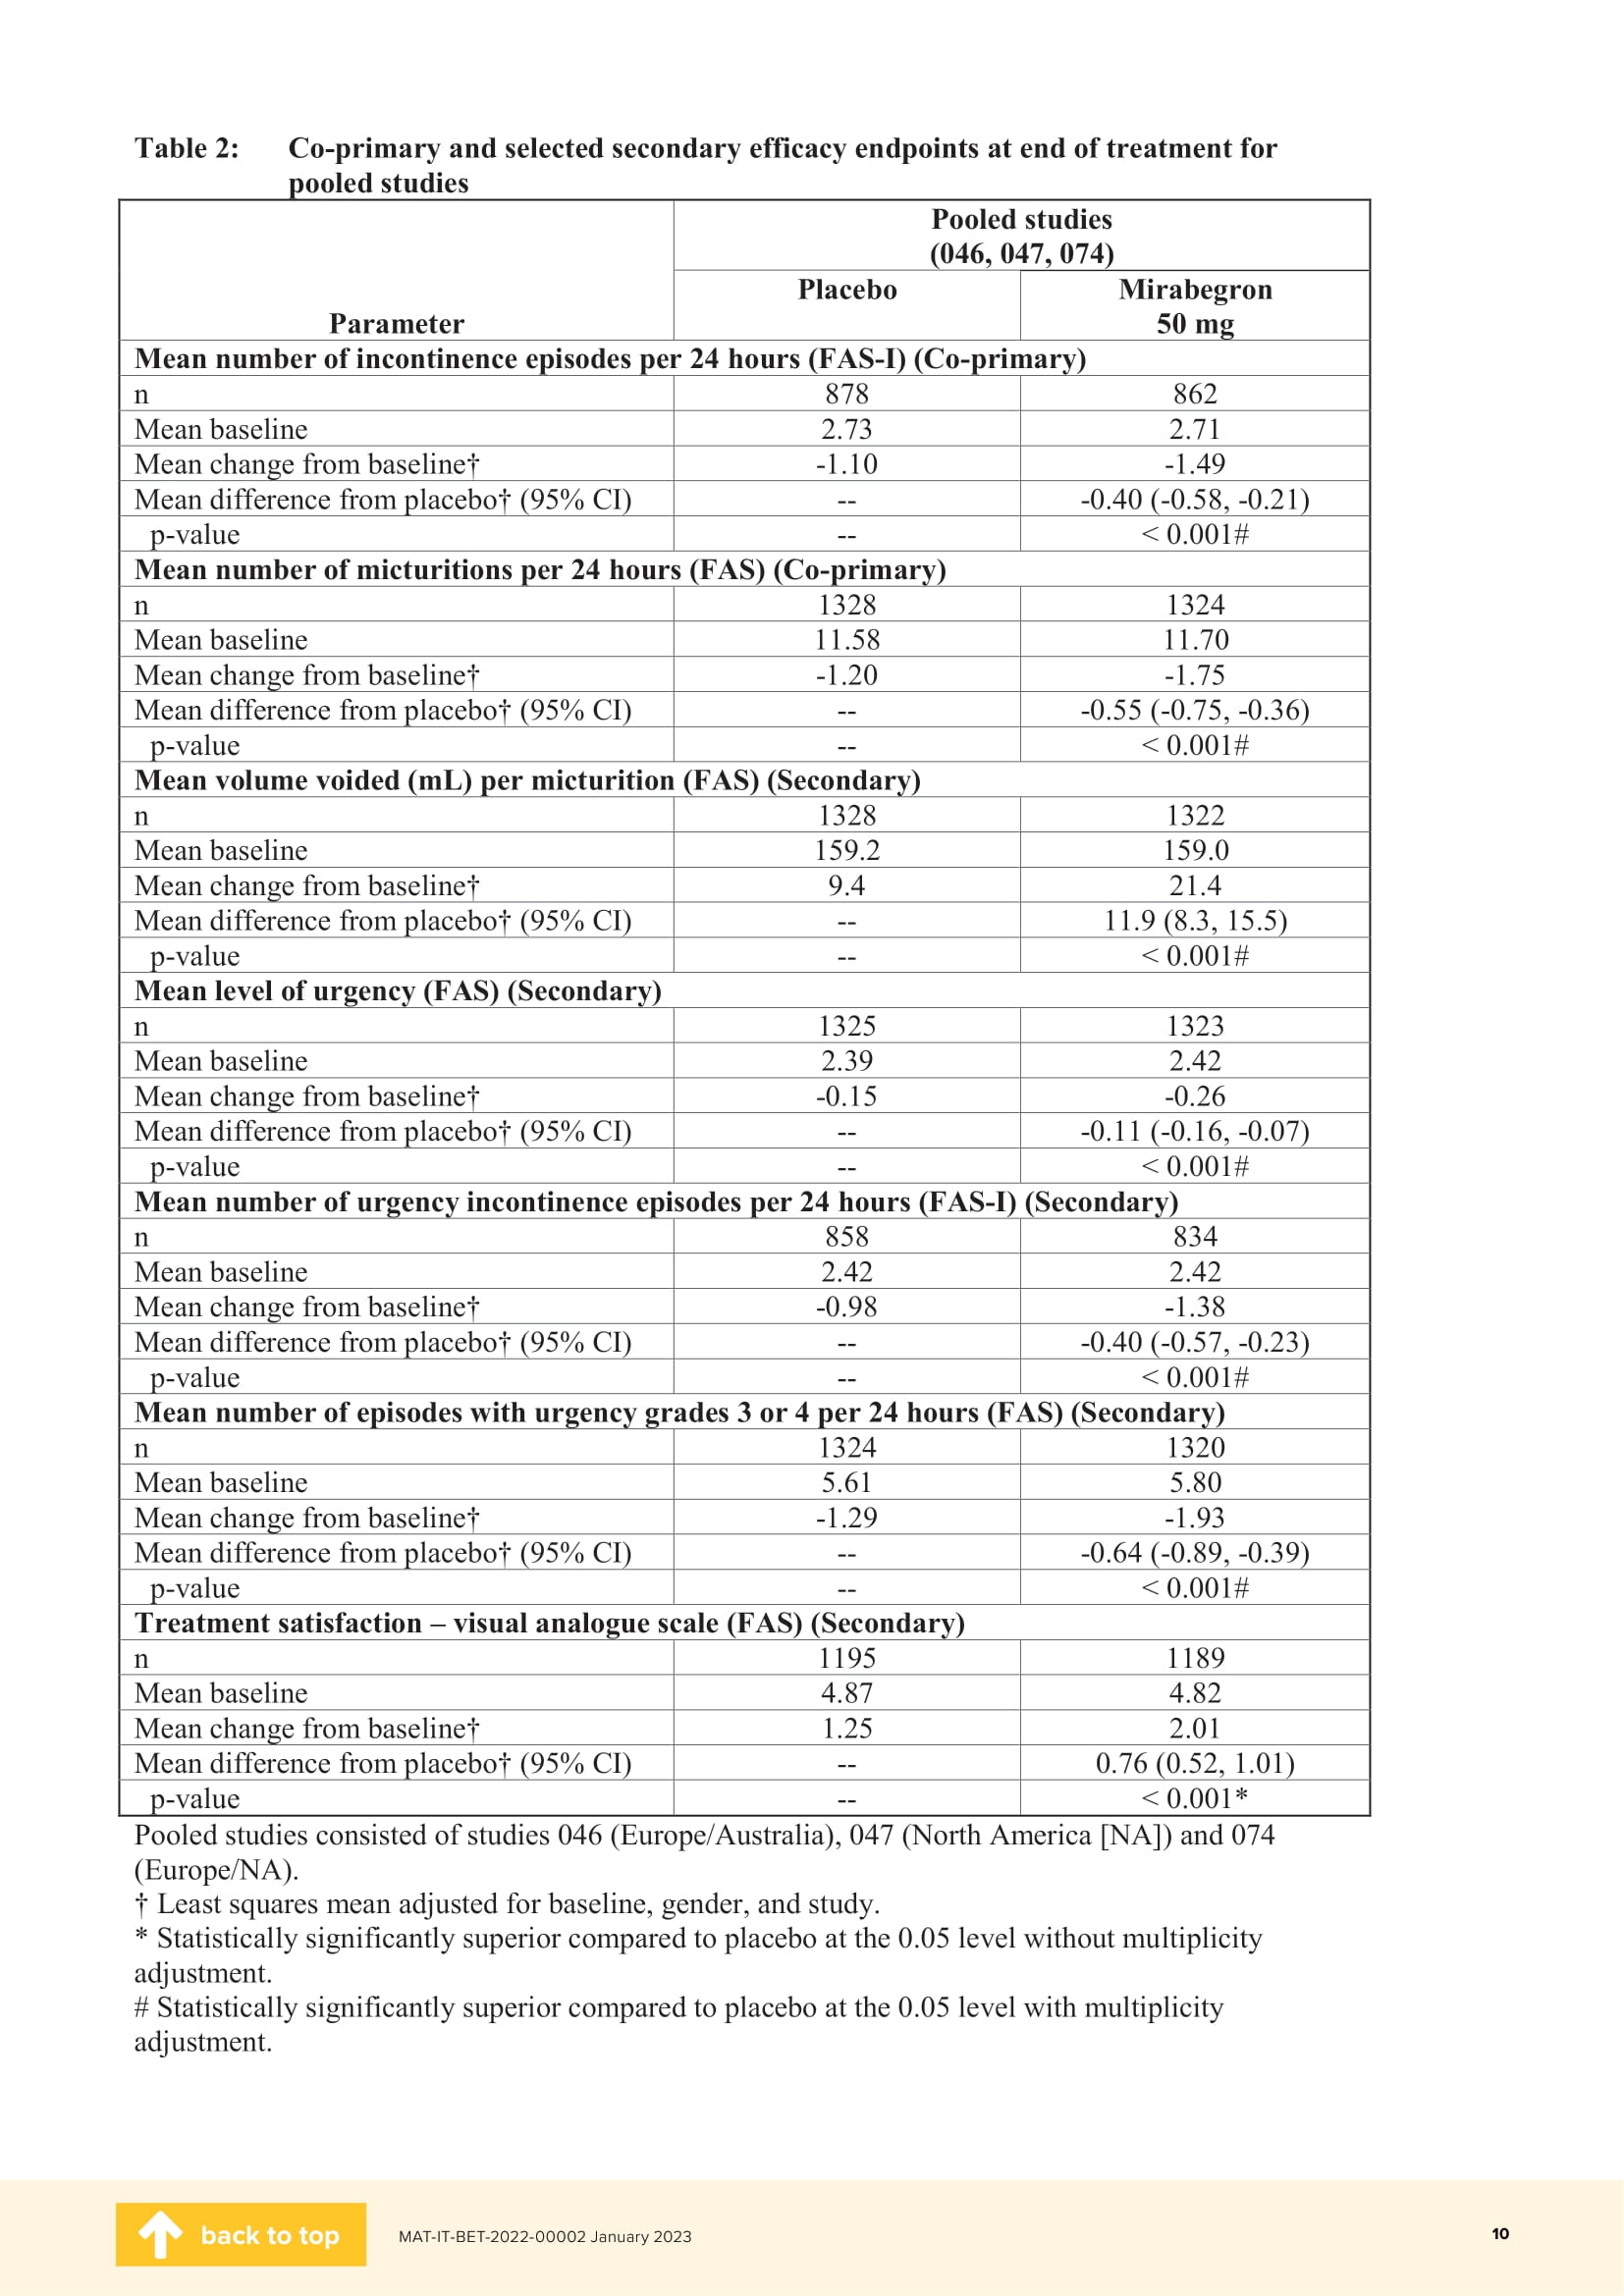 Table 2: Co-primary and selected secondary efficacy endpoints at end of treatment for
pooled studies
Pooled studies
(046, 047, 074)
Parameter Placebo Mirabegron
50 mg
Mean number of incontinence episodes per 24 hours (FAS-I) (Co-primary)
n 878 862
Mean baseline 2.73 2.71
Mean change from baseline† -1.10 -1.49
Mean difference from placebo† (95% CI) -- -0.40 (-0.58, -0.21)
p-value -- < 0.001#
Mean number of micturitions per 24 hours (FAS) (Co-primary)
n 1328 1324
Mean baseline 11.58 11.70
Mean change from baseline† -1.20 -1.75
Mean difference from placebo† (95% CI) -- -0.55 (-0.75, -0.36)
p-value -- < 0.001#
Mean volume voided (mL) per micturition (FAS) (Secondary)
n 1328 1322
Mean baseline 159.2 159.0
Mean change from baseline† 9.4 21.4
Mean difference from placebo† (95% CI) -- 11.9 (8.3, 15.5)
p-value -- < 0.001#
Mean level of urgency (FAS) (Secondary)
n 1325 1323
Mean baseline 2.39 2.42
Mean change from baseline† -0.15 -0.26
Mean difference from placebo† (95% CI) -- -0.11 (-0.16, -0.07)
p-value -- < 0.001#
Mean number of urgency incontinence episodes per 24 hours (FAS-I) (Secondary)
n 858 834
Mean baseline 2.42 2.42
Mean change from baseline† -0.98 -1.38
Mean difference from placebo† (95% CI) -- -0.40 (-0.57, -0.23)
p-value -- < 0.001#
Mean number of episodes with urgency grades 3 or 4 per 24 hours (FAS) (Secondary)
n 1324 1320
Mean baseline 5.61 5.80
Mean change from baseline† -1.29 -1.93
Mean difference from placebo† (95% CI) -- -0.64 (-0.89, -0.39)
p-value -- < 0.001#
Treatment satisfaction – visual analogue scale (FAS) (Secondary)
n 1195 1189
Mean baseline 4.87 4.82
Mean change from baseline† 1.25 2.01
Mean difference from placebo† (95% CI) -- 0.76 (0.52, 1.01)
p-value -- < 0.001*
Pooled studies consisted of studies 046 (Europe/Australia), 047 (North America [NA]) and 074
(Europe/NA).
† Least squares mean adjusted for baseline, gender, and study.
* Statistically significantly superior compared to placebo at the 0.05 level without multiplicity
adjustment.
# Statistically significantly superior compared to placebo at the 0.05 level with multiplicity
adjustment.
back to top MAT-IT-BET-2022-00002 January 2023 10